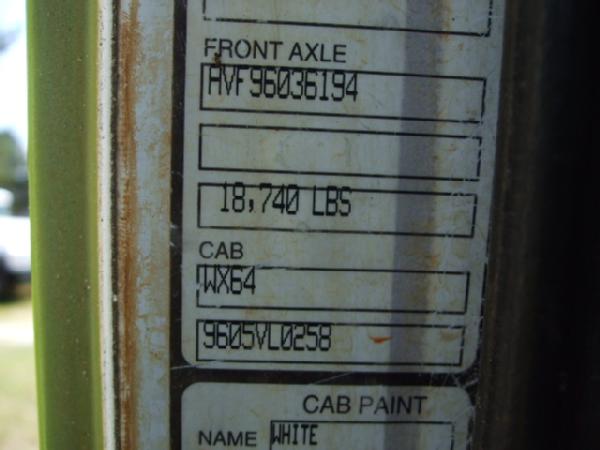 FRONT AXLE
AVF96036194
18,740 LBS
CAB
WX64
9605VL0258
CAB PAINT
NAME WHITE